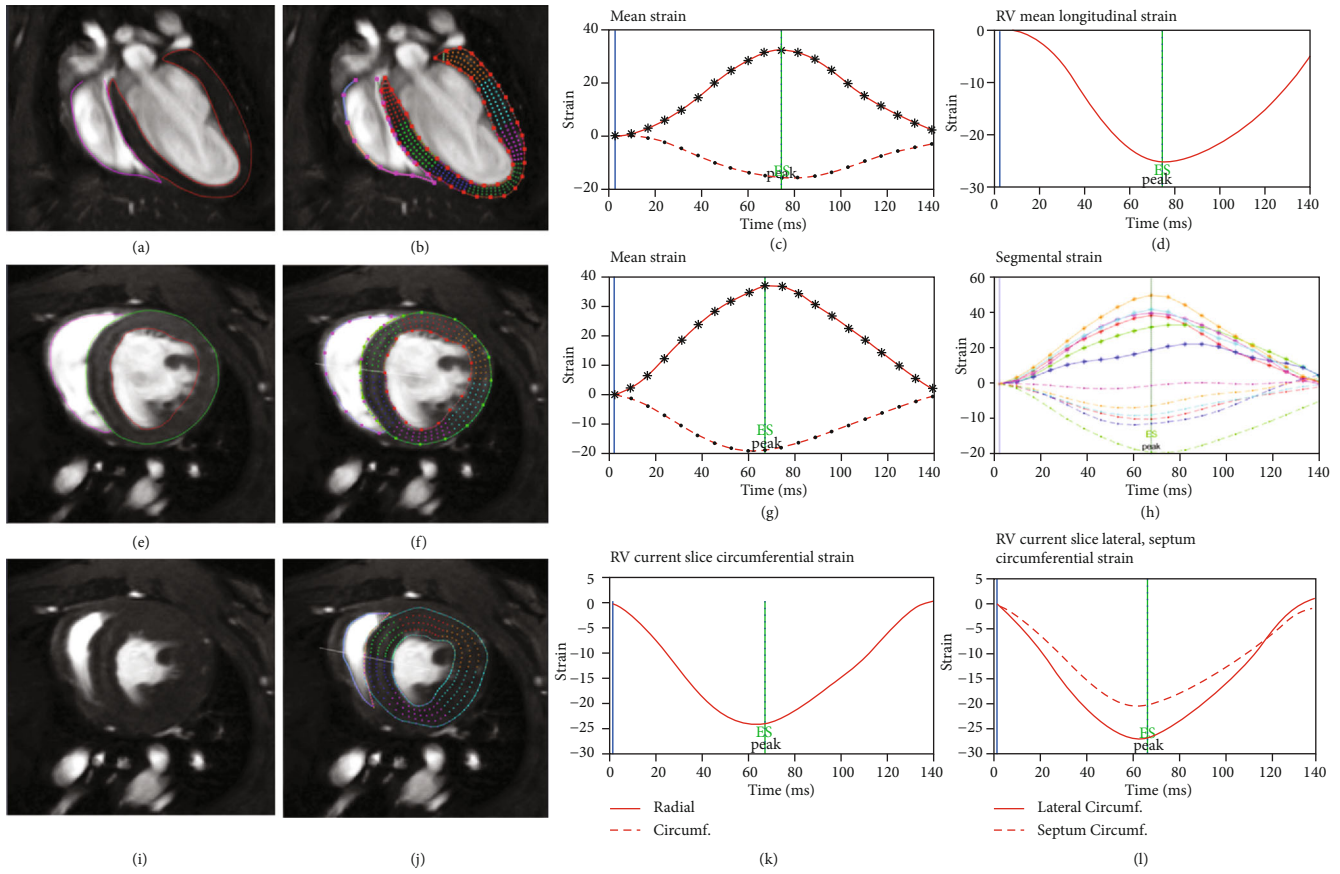 (a)
(b)
Mean strain
Strain
40
20
0
−20
0
20
40
60
80
100
120
140
ES
peak
Time (ms)
(c)
RV mean longitudinal strain
Strain
0
−10
−20
−30
0
20
40
60
80
100
120
140
ES
peak
Time (ms)
(d)
(e)
(f)
Mean strain
Strain
40
30
20
10
0
−10
−20
0
20
40
60
80
100
120
140
ES
peak
Time (ms)
(g)
Segmental strain
Strain
60
40
20
0
−10
−20
0
20
40
60
80
100
120
140
ES
peak
Time (ms)
(h)
(i)
(j)
RV current slice circumferential strain
Strain
5
0
−5
−10
−15
−20
−25
−30
0
20
40
60
80
100
120
140
ES
peak
Time (ms)
Radial
Circumf.
(k)
RV current slice lateral, septum
circumferential strain
Strain
5
0
−5
−10
−15
−20
−25
−30
0
20
40
60
80
100
120
140
ES
peak
Time (ms)
Lateral Circumf.
Septum Circumf.
(l)